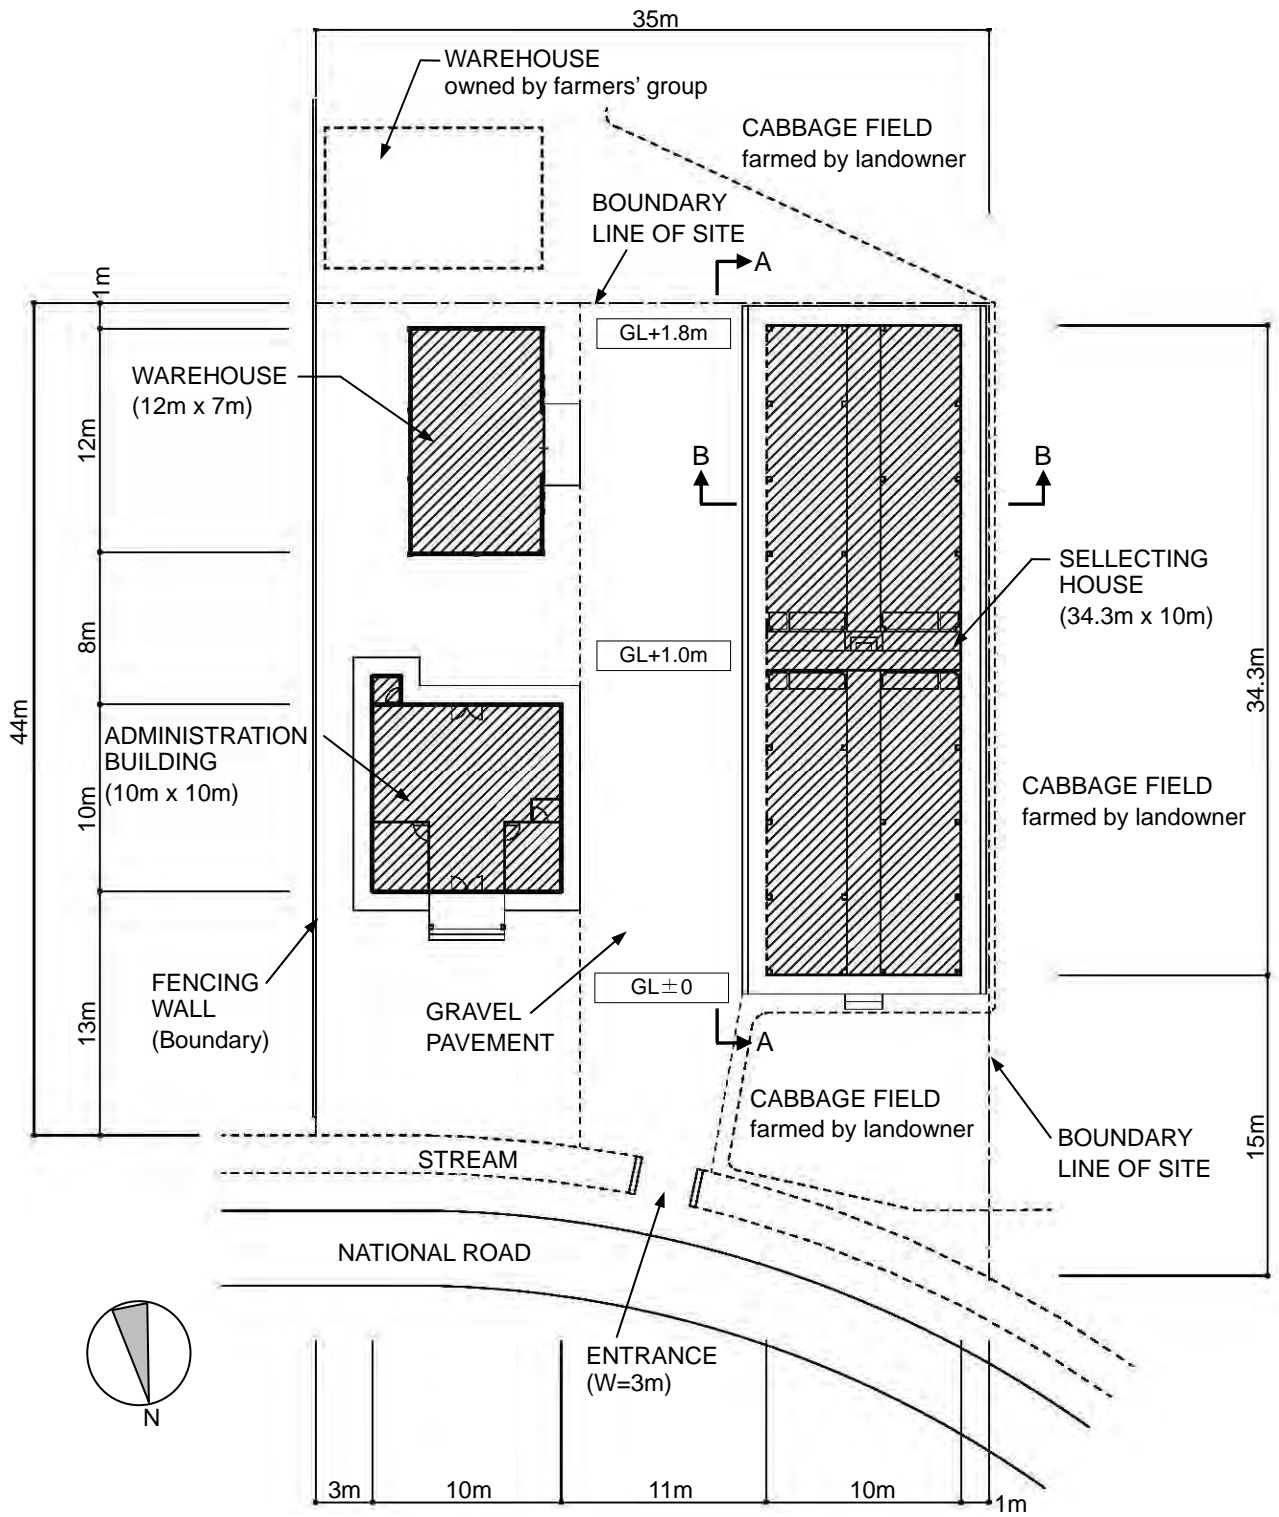 35m
WAREHOUSE
owned by farmers’ group
CABBAGE FIELD
farmed by landowner
BOUNDARY
LINE OF SITE
A
1m
GL+1.8m
WAREHOUSE
(12m x 7m)
12m
B
B
SELLECTING
HOUSE
(34.3m x 10m)
8m
GL+1.0m
34.3m
44m
ADMINISTRATION
BUILDING
(10m x 10m)
10m
CABBAGE FIELD
farmed by landowner
FENCING
WALL
(Boundary)
13m
GRAVEL
PAVEMENT
GL±0
A
CABBAGE FIELD
farmed by landowner
BOUNDARY
LINE OF SITE
15m
STREAM
NATIONAL ROAD
ENTRANCE
(W=3m)
N
3m
10m
11m
10m
1m